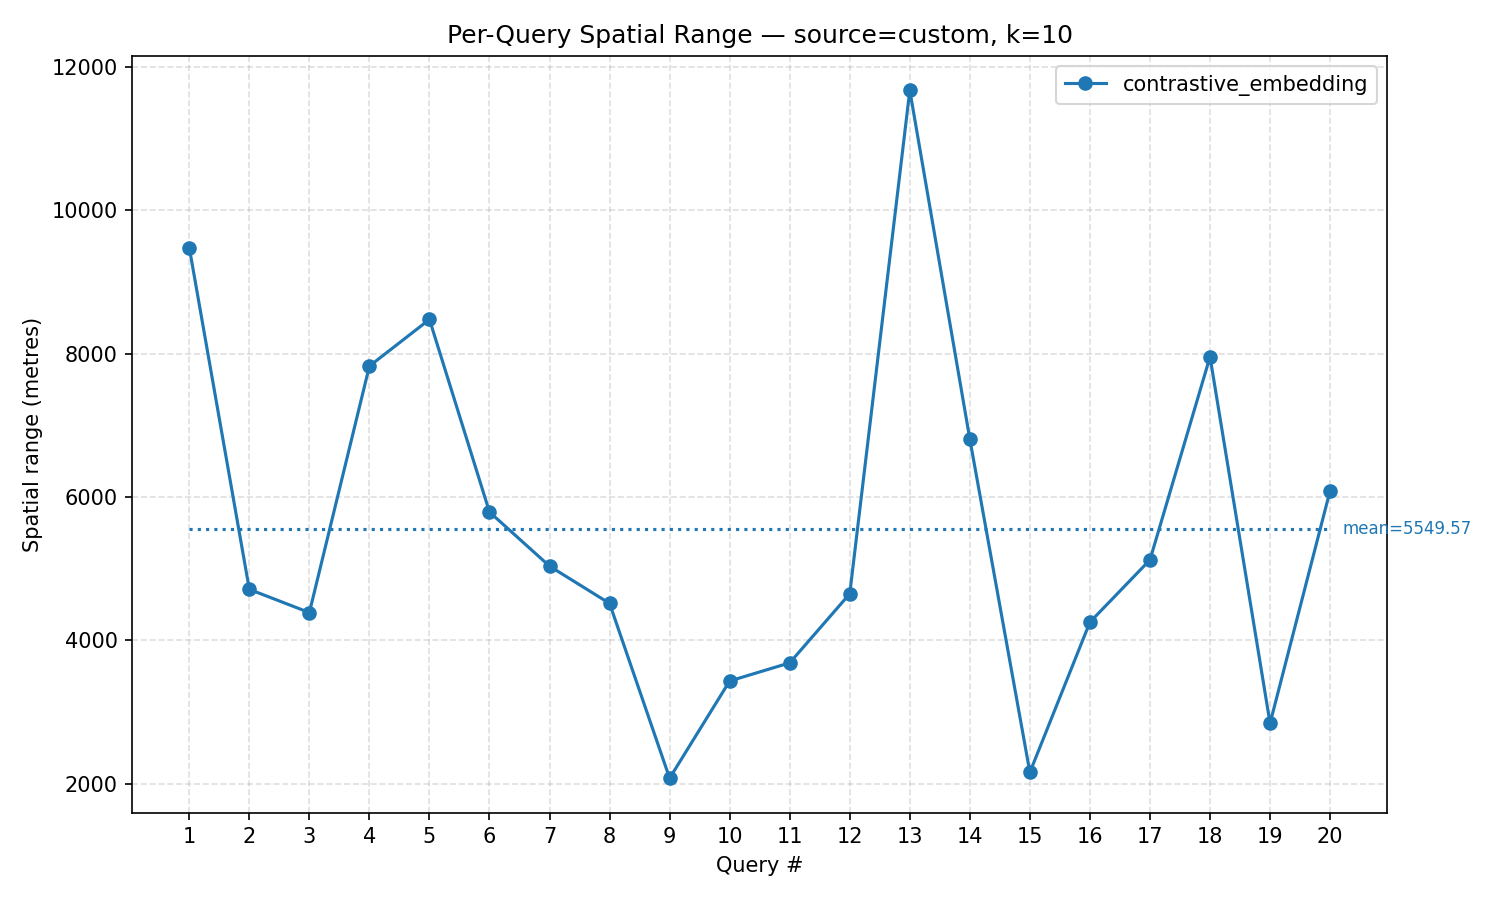 Per-Query Spatial Range — source=custom, k=10
contrastive_embedding
Spatial range (metres)
12000
10000
8000
6000
4000
2000
mean=5549.57
1 2 3 4 5 6 7 8 9 10 11 12 13 14 15 16 17 18 19 20
Query #